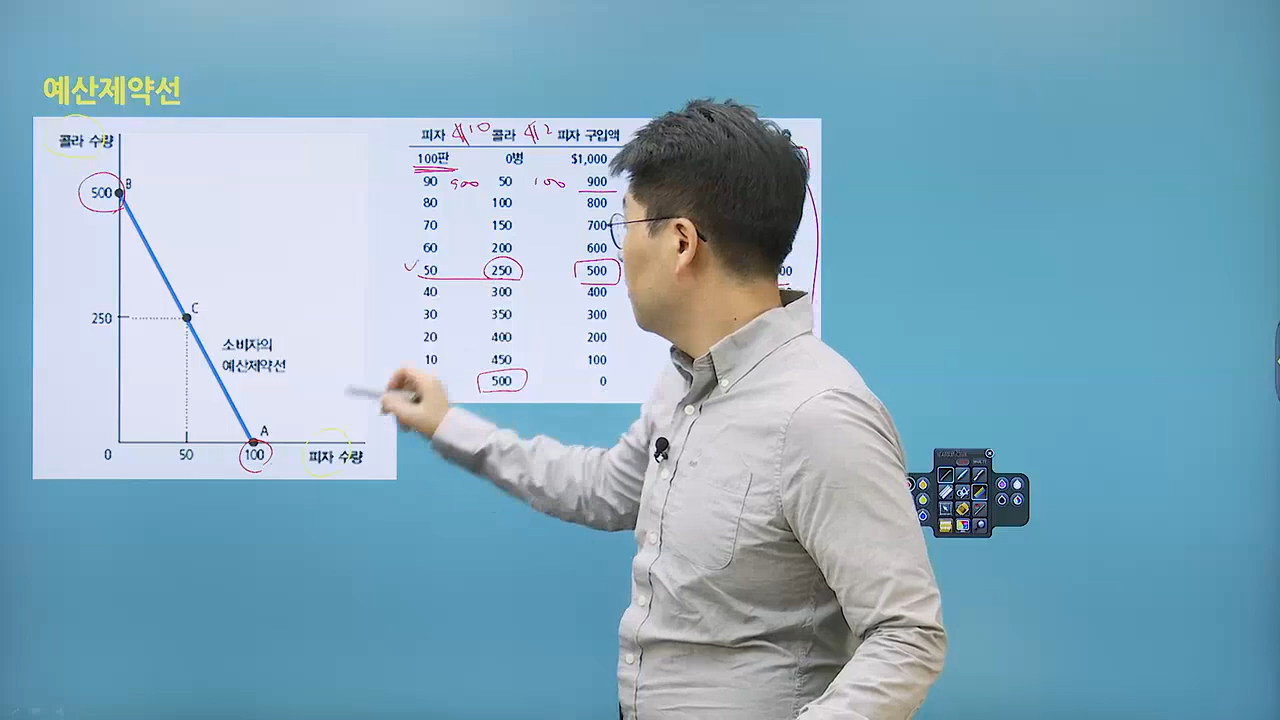 예산제약선
콜라 수량
500
B
250
C
소비자의
예산제약선
A
0 50 100 피자 수량
피자 $10 콜라 $2 피자 구입액
100판 0병 $1,000
90 900 50 100 900
80 100 800
70 150 700
60 200 600
50 250 500 00
40 300 400
30 350 300
20 400 200
10 450 100
500 0